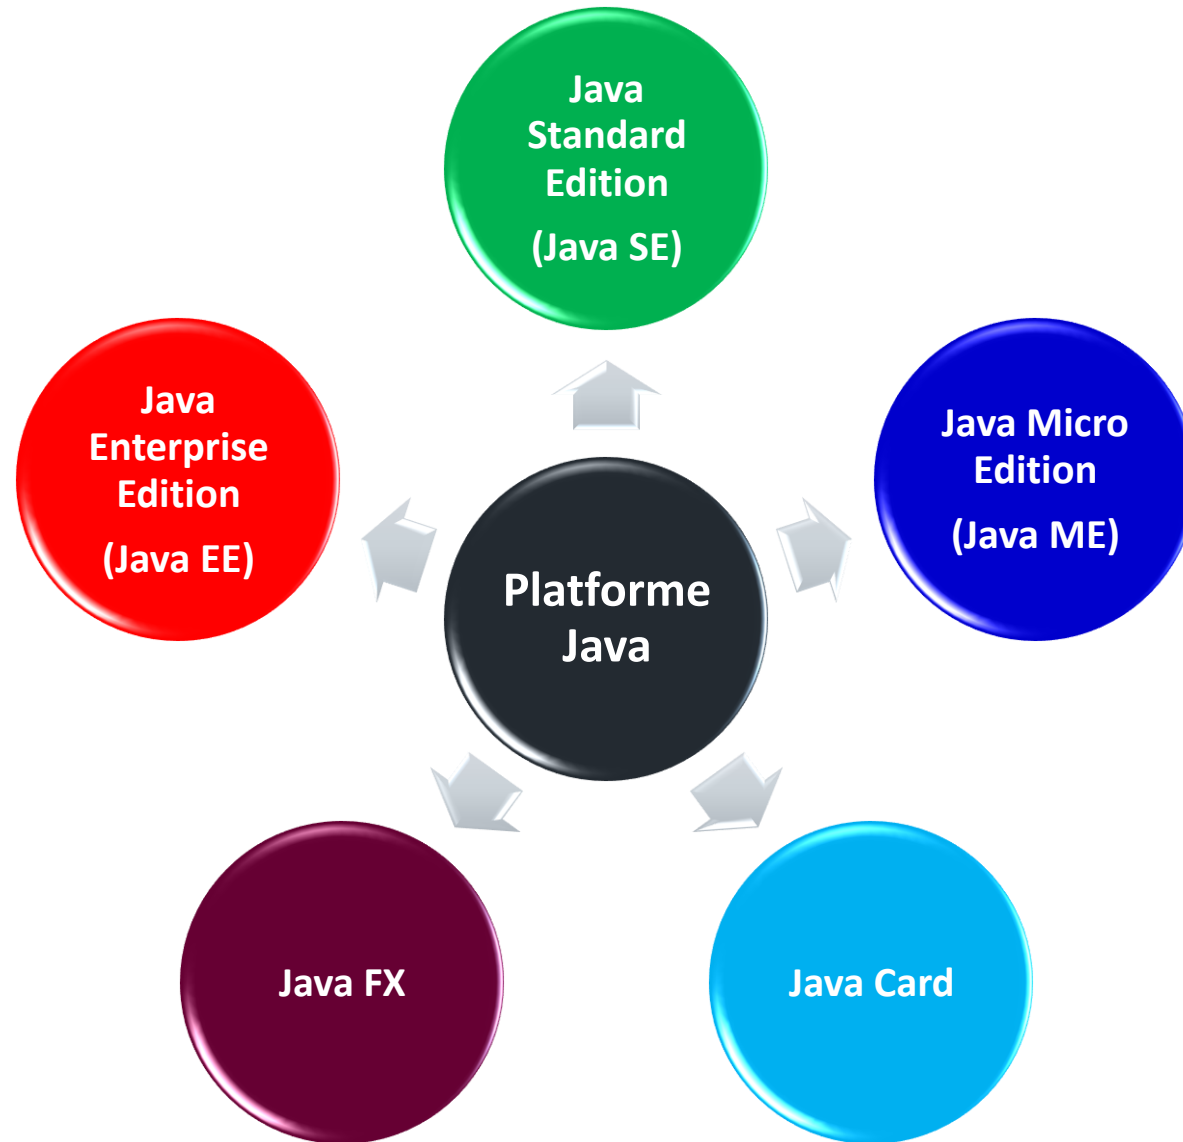 Java
Standard
Edition
(Java SE)
Java
Enterprise
Edition
(Java EE)
Java Micro
Edition
(Java ME)
Platforme
Java
Java FX
Java Card